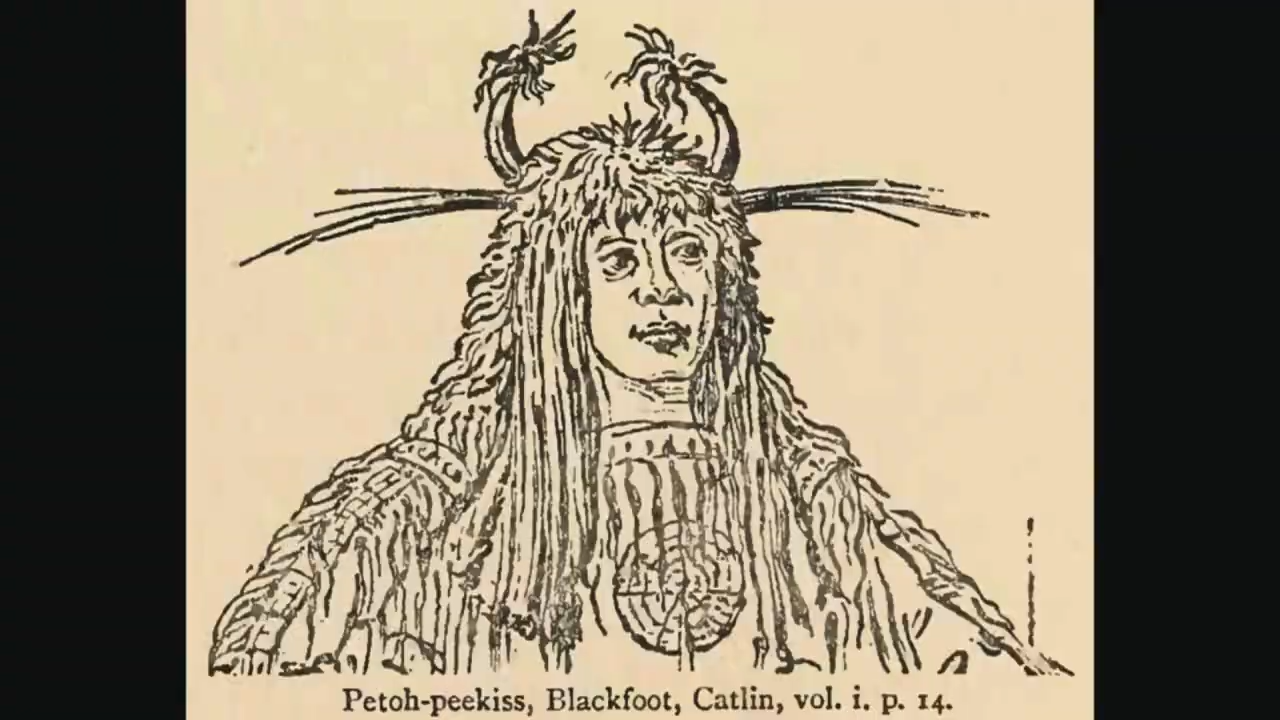 Petoh-peekiss, Blackfoot, Catlin, vol. i. p. 14.